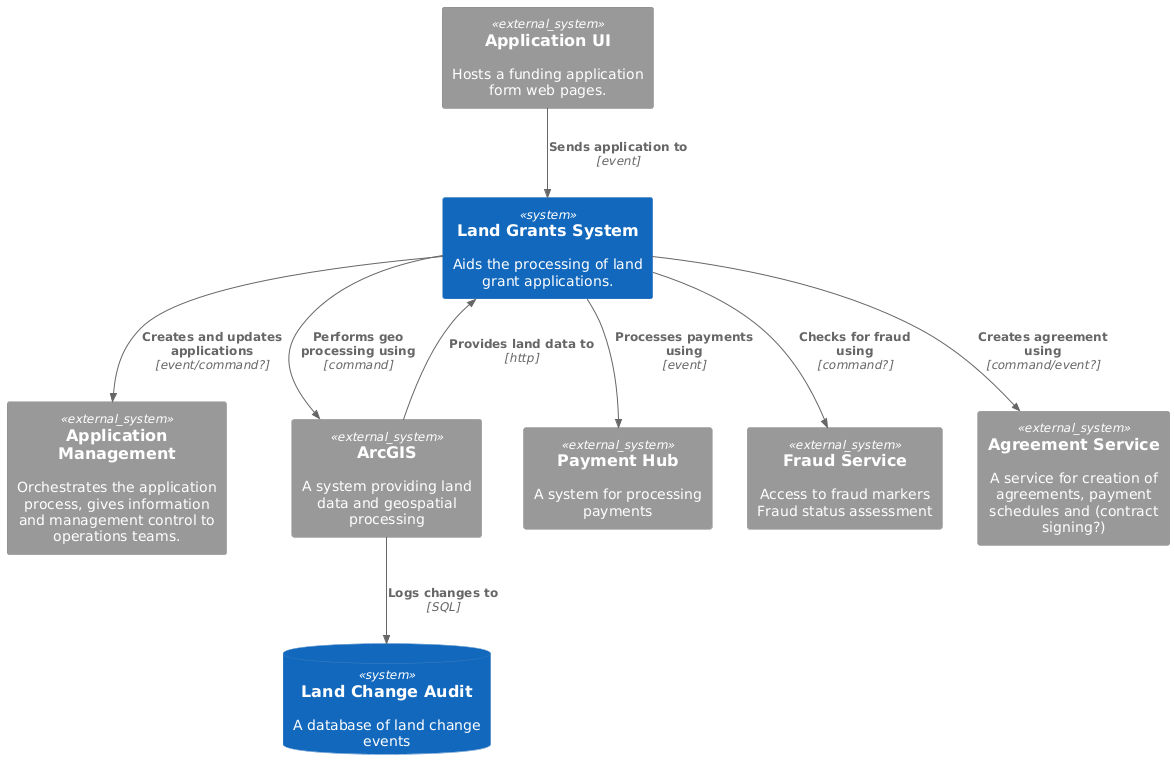 «external_system»
Application UI
Hosts a funding application
form web pages.
Sends application to
[event]
«system»
Land Grants System
Aids the processing of land
grant applications.
Creates and updates
applications
[event/command?]
Performs geo
processing using
[command]
Provides land data to
[http]
Processes payments
using
[event]
Checks for fraud
using
[command?]
Creates agreement
using
[command/event?]
«external_system»
Application
Management
Orchestrates the application
process, gives information
and management control to
operations teams.
«external_system»
ArcGIS
A system providing land
data and geospatial
processing
«external_system»
Payment Hub
A system for processing
payments
«external_system»
Fraud Service
Access to fraud markers
Fraud status assessment
«external_system»
Agreement Service
A service for creation of
agreements, payment
schedules and (contract
signing?)
Logs changes to
[SQL]
«system»
Land Change Audit
A database of land change
events